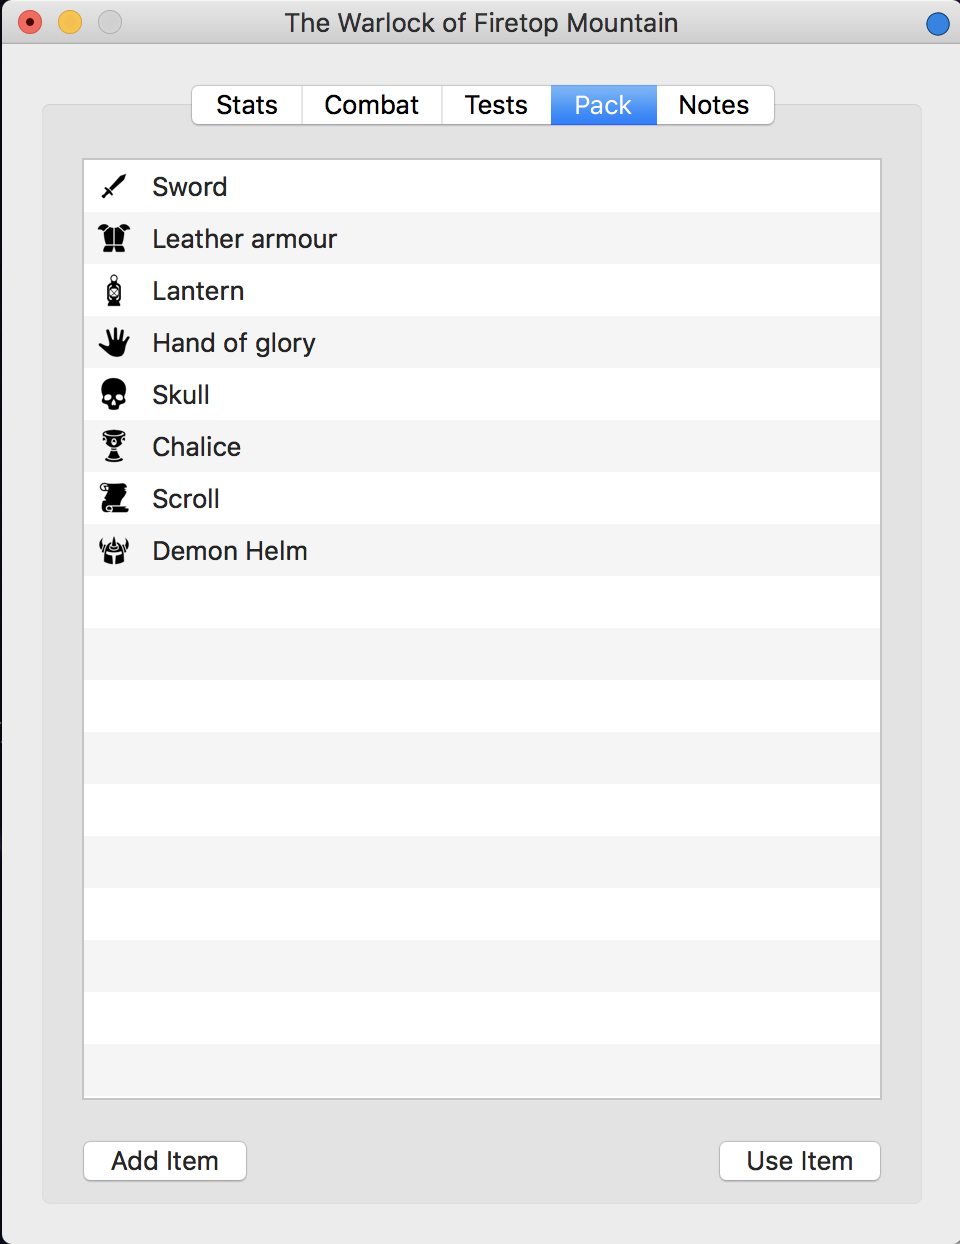 The Warlock of Firetop Mountain
Stats Combat Tests Pack Notes
Sword
Leather armour
Lantern
Hand of glory
Skull
Chalice
Scroll
Demon Helm
Add Item Use Item